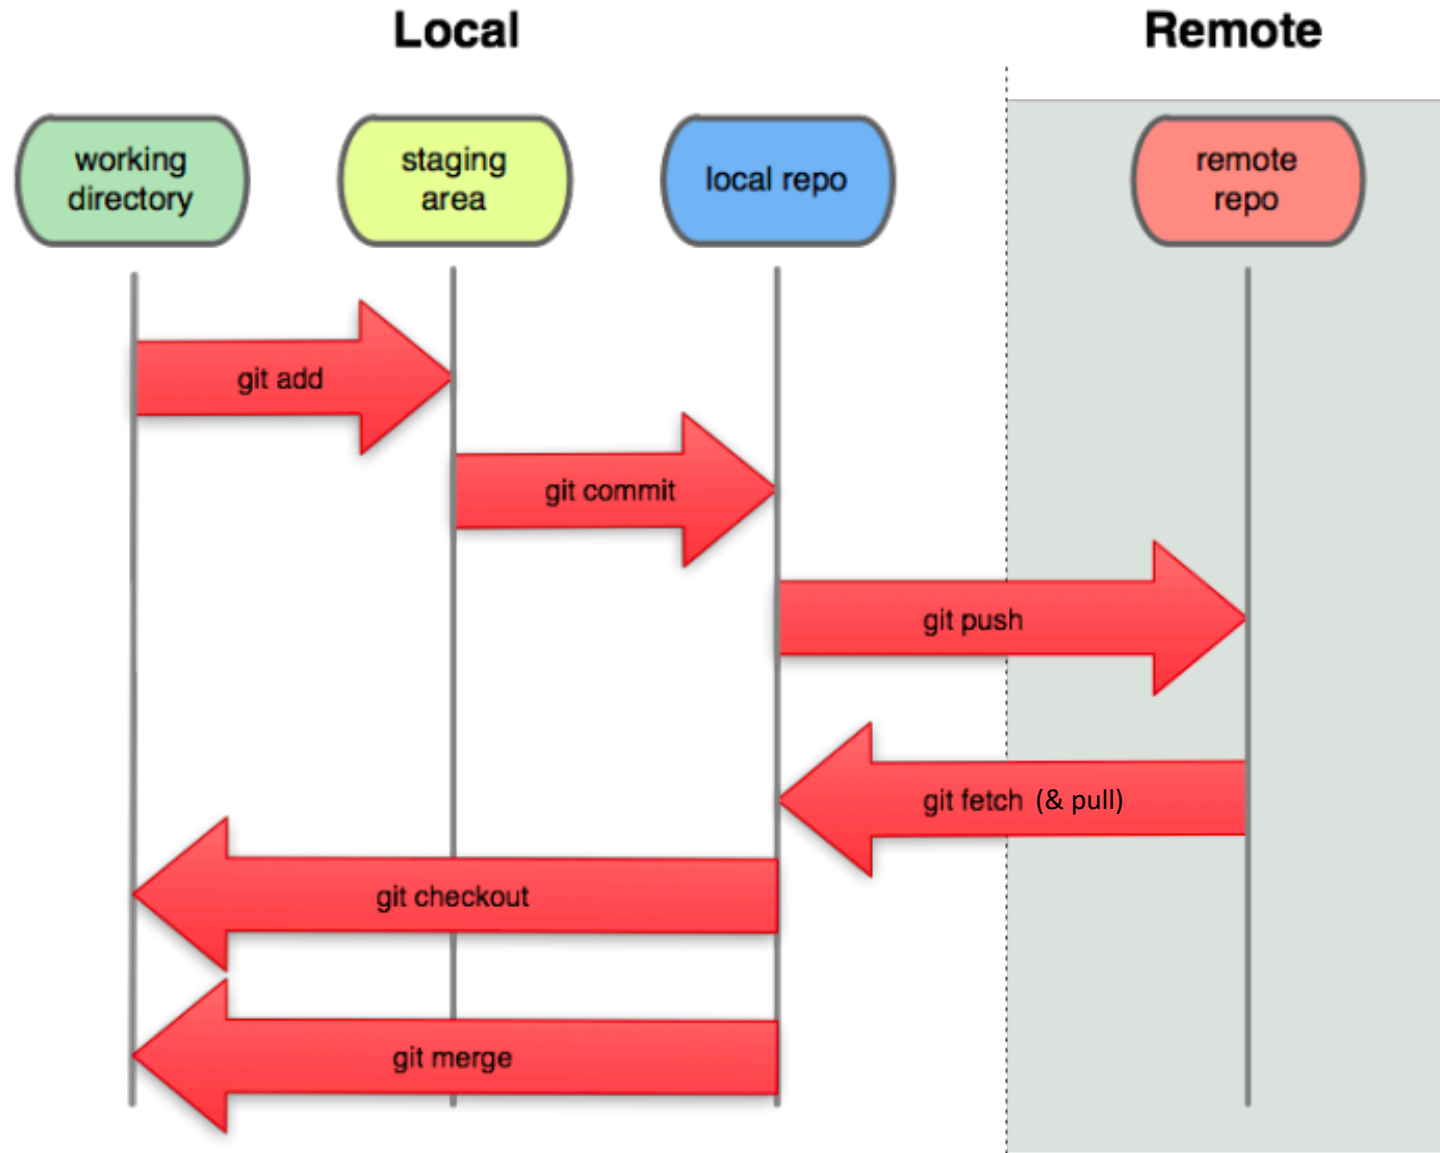 Local
Remote
working
directory
staging
area
local repo
remote
repo
git add
git commit
git push
git fetch (& pull)
git checkout
git merge